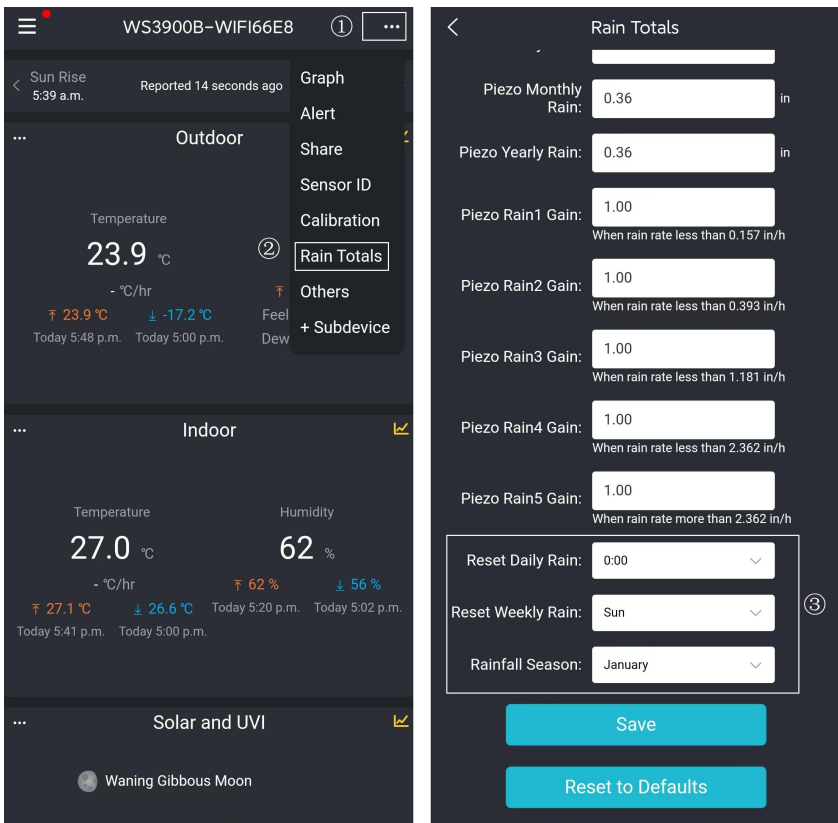 WS3900B-WIFI66E8
①
...
Sun Rise
5:39 a.m.
Reported 14 seconds ago
Graph
Alert
Share
Sensor ID
Calibration
②
Rain Totals
Others
+ Subdevice
...
Outdoor
Temperature
23.9 ℃
- ℃/hr
23.9 ℃
-17.2 ℃
Feel
Today 5:48 p.m.
Today 5:00 p.m.
Dew
...
Indoor
Temperature
Humidity
27.0 ℃
62 %
- ℃/hr
62 %
56 %
27.1 ℃
26.6 ℃
Today 5:20 p.m.
Today 5:02 p.m.
Today 5:41 p.m.
Today 5:00 p.m.
...
Solar and UVI
Waning Gibbous Moon
Rain Totals
Piezo Monthly
Rain:
0.36
in
Piezo Yearly Rain:
0.36
in
Piezo Rain1 Gain:
1.00
When rain rate less than 0.157 in/h
Piezo Rain2 Gain:
1.00
When rain rate less than 0.393 in/h
Piezo Rain3 Gain:
1.00
When rain rate less than 1.181 in/h
Piezo Rain4 Gain:
1.00
When rain rate less than 2.362 in/h
Piezo Rain5 Gain:
1.00
When rain rate more than 2.362 in/h
Reset Daily Rain:
0:00
Reset Weekly Rain:
Sun
③
Rainfall Season:
January
Save
Reset to Defaults